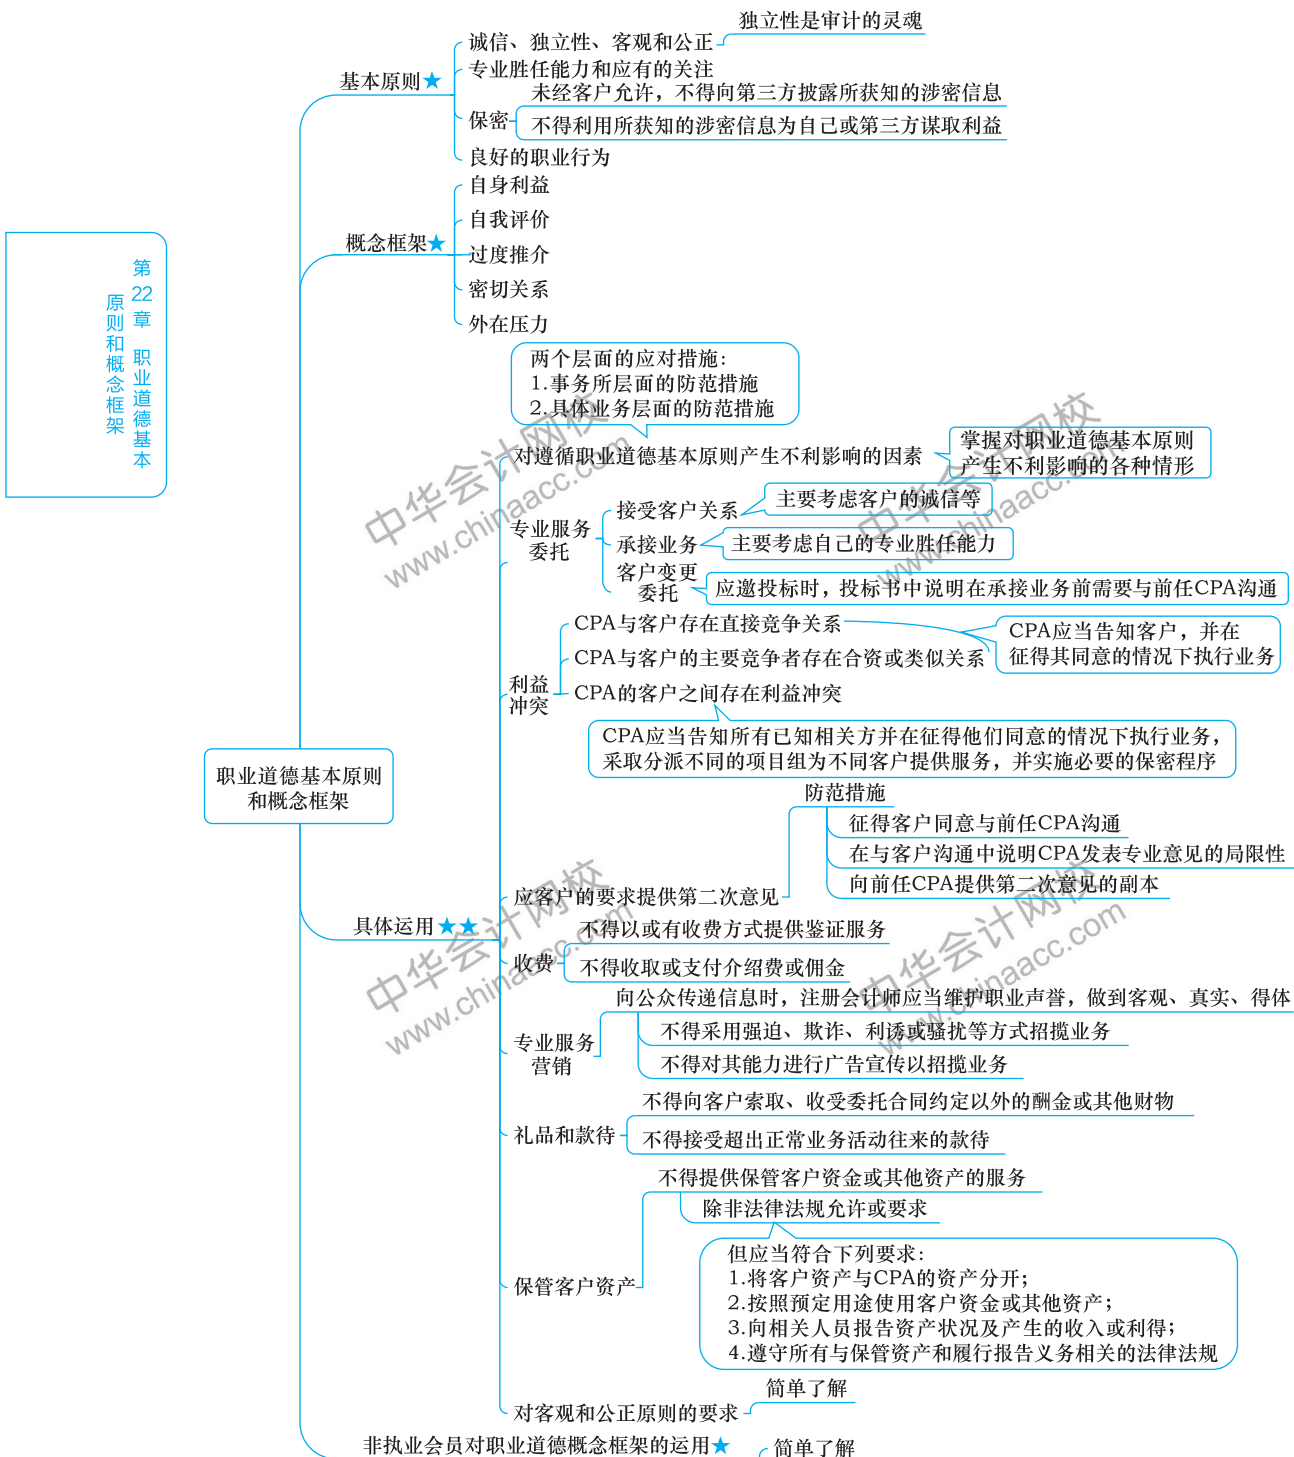 第22章 职业道德基本
原则和概念框架
职业道德基本原则
和概念框架
基本原则★
诚信、独立性、客观和公正
独立性是审计的灵魂
专业胜任能力和应有的关注
保密
未经客户允许，不得向第三方披露所获知的涉密信息
不得利用所获知的涉密信息为自己或第三方谋取利益
良好的职业行为
概念框架★
自身利益
自我评价
过度推介
密切关系
外在压力
具体运用★★
两个层面的应对措施：
1.事务所层面的防范措施
2.具体业务层面的防范措施
对遵循职业道德基本原则产生不利影响的因素
掌握对职业道德基本原则
产生不利影响的各种情形
专业服务
委托
接受客户关系
主要考虑客户的诚信等
承接业务
主要考虑自己的专业胜任能力
客户变更
委托
应邀投标时，投标书中说明在承接业务前需要与前任CPA沟通
利益
冲突
CPA与客户存在直接竞争关系
CPA与客户的主要竞争者存在合资或类似关系
CPA应当告知客户，并在
征得其同意的情况下执行业务
CPA的客户之间存在利益冲突
CPA应当告知所有已知相关方并在征得他们同意的情况下执行业务，
采取分派不同的项目组为不同客户提供服务，并实施必要的保密程序
应客户的要求提供第二次意见
防范措施
征得客户同意与前任CPA沟通
在与客户沟通中说明CPA发表专业意见的局限性
向前任CPA提供第二次意见的副本
收费
不得以或有收费方式提供鉴证服务
不得收取或支付介绍费或佣金
专业服务
营销
向公众传递信息时，注册会计师应当维护职业声誉，做到客观、真实、得体
不得采用强迫、欺诈、利诱或骚扰等方式招揽业务
不得对其能力进行广告宣传以招揽业务
礼品和款待
不得向客户索取、收受委托合同约定以外的酬金或其他财物
不得接受超出正常业务活动往来的款待
保管客户资产
不得提供保管客户资金或其他资产的服务
除非法律法规允许或要求
但应当符合下列要求：
1.将客户资产与CPA的资产分开；
2.按照预定用途使用客户资金或其他资产；
3.向相关人员报告资产状况及产生的收入或利得；
4.遵守所有与保管资产和履行报告义务相关的法律法规
对客观和公正原则的要求
简单了解
非执业会员对职业道德概念框架的运用★
简单了解
中华会计网校
www.chinaacc.com
中华会计网校
www.chinaacc.com
中华会计网校
www.chinaacc.com
中华会计网校
www.chinaacc.com